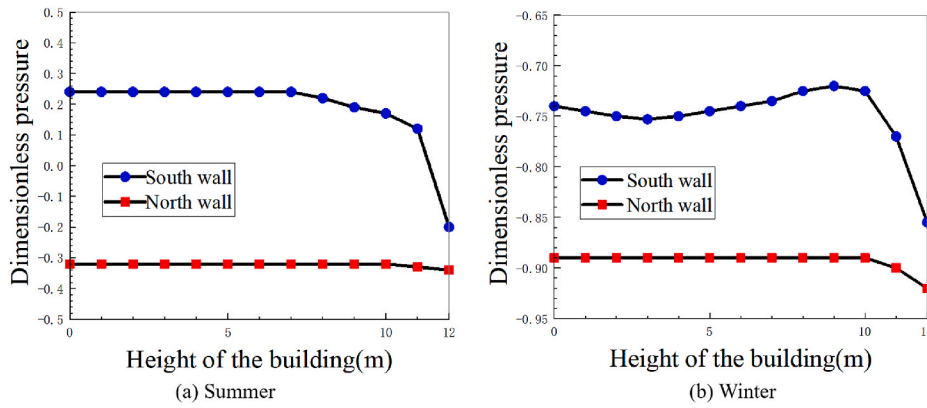 0.5
0.4
0.3
0.2
0.1
0.0
-0.1
-0.2
-0.3
-0.4
-0.5
Dimensionless pressure
South wall
North wall
0 5 10 12
Height of the building(m)
(a) Summer
-0.65
-0.70
-0.75
-0.80
-0.85
-0.90
-0.95
Dimensionless pressure
South wall
North wall
0 5 10 1
Height of the building(m)
(b) Winter